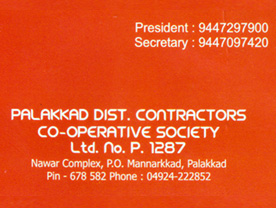 President : 9447297900
Secretary : 9447097420
PALAKKAD DIST. CONTRACTORS
CO-OPERATIVE SOCIETY
Ltd. No. P. 1287
Nawar Complex, P.O. Mannarkkad, Palakkad
Pin - 678 582 Phone : 04924-222852